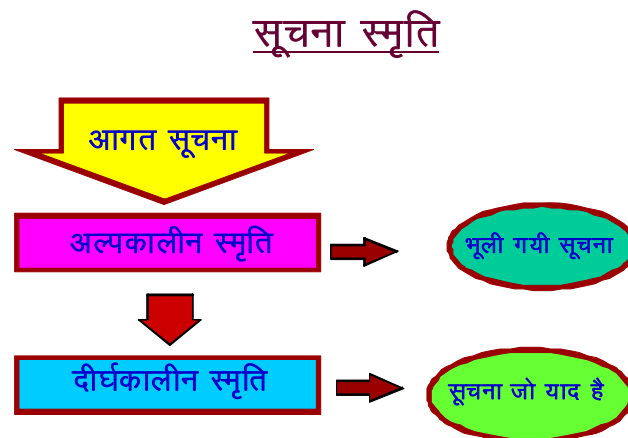 सूचना स्मृति
आगत सूचना
अल्पकालीन स्मृति
भूली गयी सूचना
दीर्घकालीन स्मृति
सूचना जो याद है